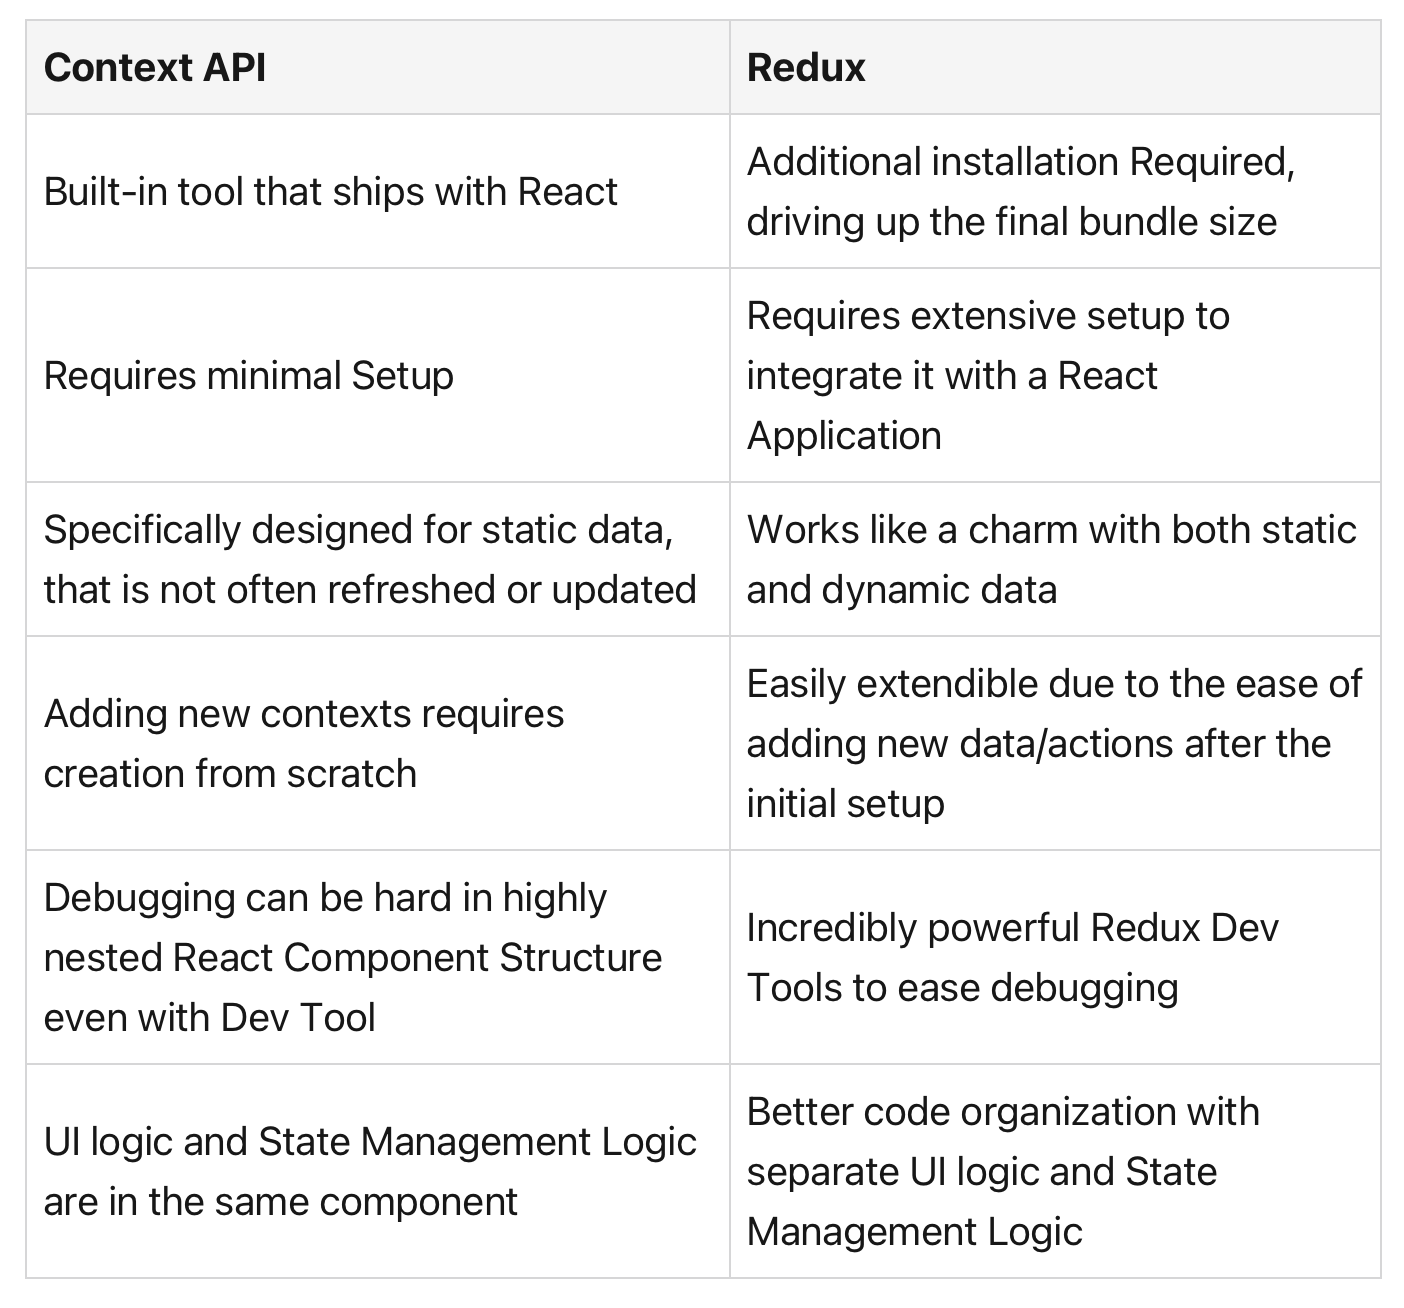 Context API
Redux
Built-in tool that ships with React
Additional installation Required,
driving up the final bundle size
Requires minimal Setup
Requires extensive setup to
integrate it with a React
Application
Specifically designed for static data,
that is not often refreshed or updated
Works like a charm with both static
and dynamic data
Adding new contexts requires
creation from scratch
Easily extendible due to the ease of
adding new data/actions after the
initial setup
Debugging can be hard in highly
nested React Component Structure
even with Dev Tool
Incredibly powerful Redux Dev
Tools to ease debugging
UI logic and State Management Logic
are in the same component
Better code organization with
separate UI logic and State
Management Logic